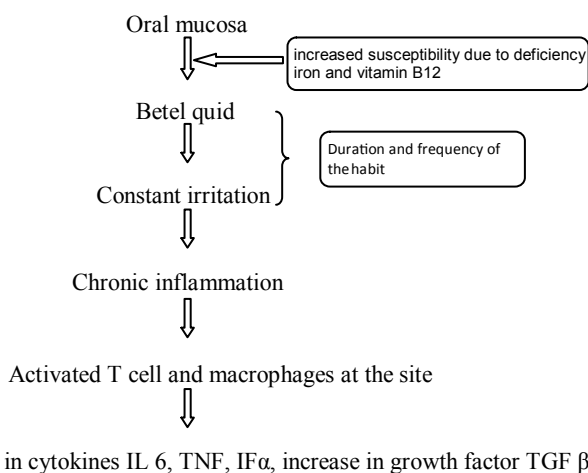 Oral mucosa
increased susceptibility due to deficiency
iron and vitamin B12
Betel quid
Duration and frequency of
the habit
Constant irritation
Chronic inflammation
Activated T cell and macrophages at the site
in cytokines IL 6, TNF, IFα, increase in growth factor TGF β